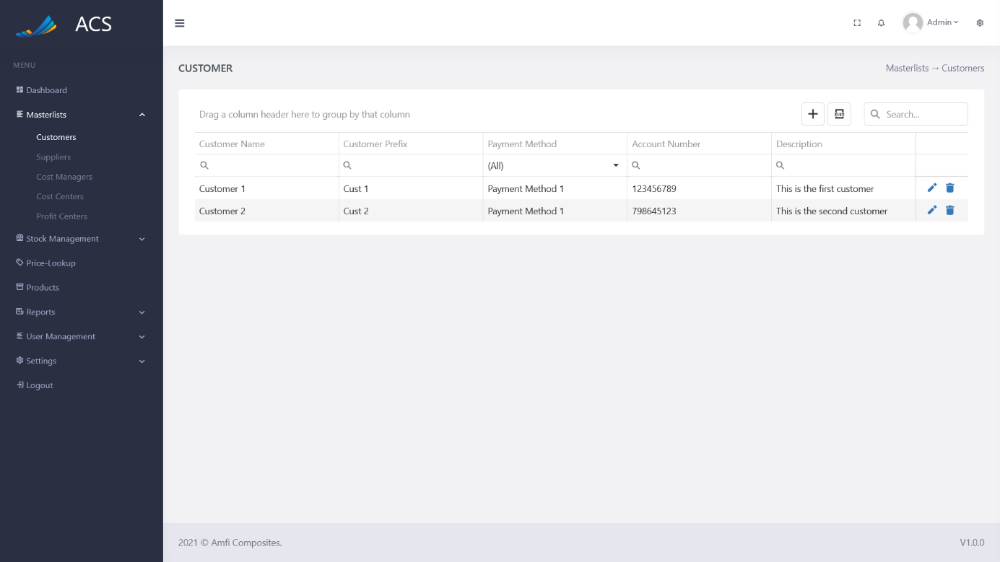 ACS
Admin
MENU
Dashboard
Masterlists
Customers
Suppliers
Cost Managers
Cost Centers
Profit Centers
Stock Management
Price-Lookup
Products
Reports
User Management
Settings
Logout
CUSTOMER
Masterlists → Customers
Drag a column header here to group by that column
XLSX
Search...
Customer Name Customer Prefix Payment Method Account Number Description
(All)
Customer 1 Cust 1 Payment Method 1 123456789 This is the first customer
Customer 2 Cust 2 Payment Method 1 798645123 This is the second customer
2021 © Amfi Composites.
V1.0.0